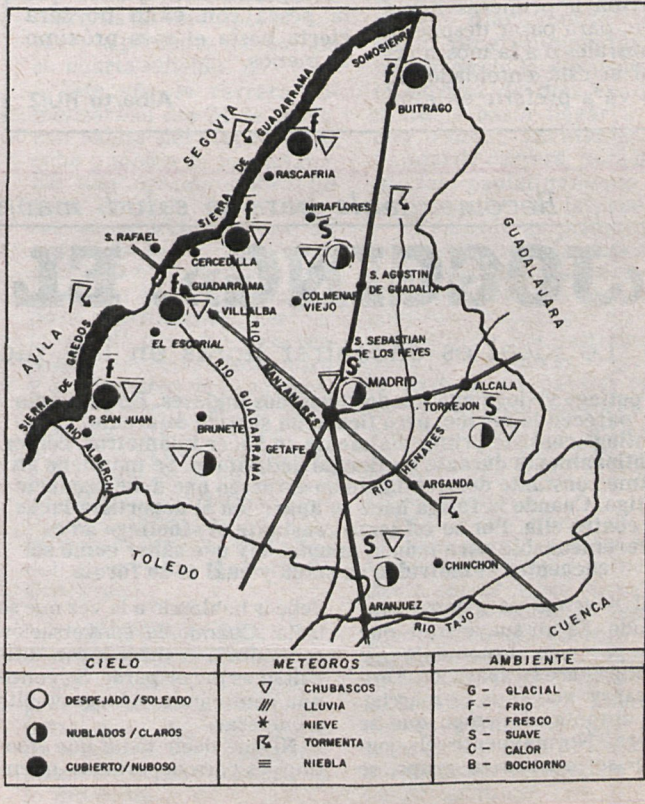 SOMOSIERRA
f
BUITRAGO
SEGOVIA
SIERRA DE GUADARRAMA
f
RASCAFRIA
MIRAFLORES
S
GUADALAJARA
S. RAFAEL
f
CERCEDILLA
GUADARRAMA
f
VILLALBA
COLMENAR
VIEJO
S. AGUSTIN
DE GUADALIX
AVILA
SIERRA DE GREDOS
EL ESCORIAL
RIO MANZANARES
RIO GUADARRAMA
S. SEBASTIAN
DE LOS REYES
S
MADRID
ALCALA
TORREJON
S
f
P. SAN JUAN
RIO ALBERCHE
BRUNETE
S
GETAFE
RIO HENARES
ARGANDA
TOLEDO
S
CHINCHON
ARANJUEZ
RIO TAJO
CUENCA
CIELO
DESPEJADO/SOLEADO
NUBLADOS/CLAROS
CUBIERTO/NUBOSO
METEOROS
CHUBASCOS
LLUVIA
NIEVE
TORMENTA
NIEBLA
AMBIENTE
G - GLACIAL
F - FRIO
f - FRESCO
S - SUAVE
C - CALOR
B - BOCHORNO